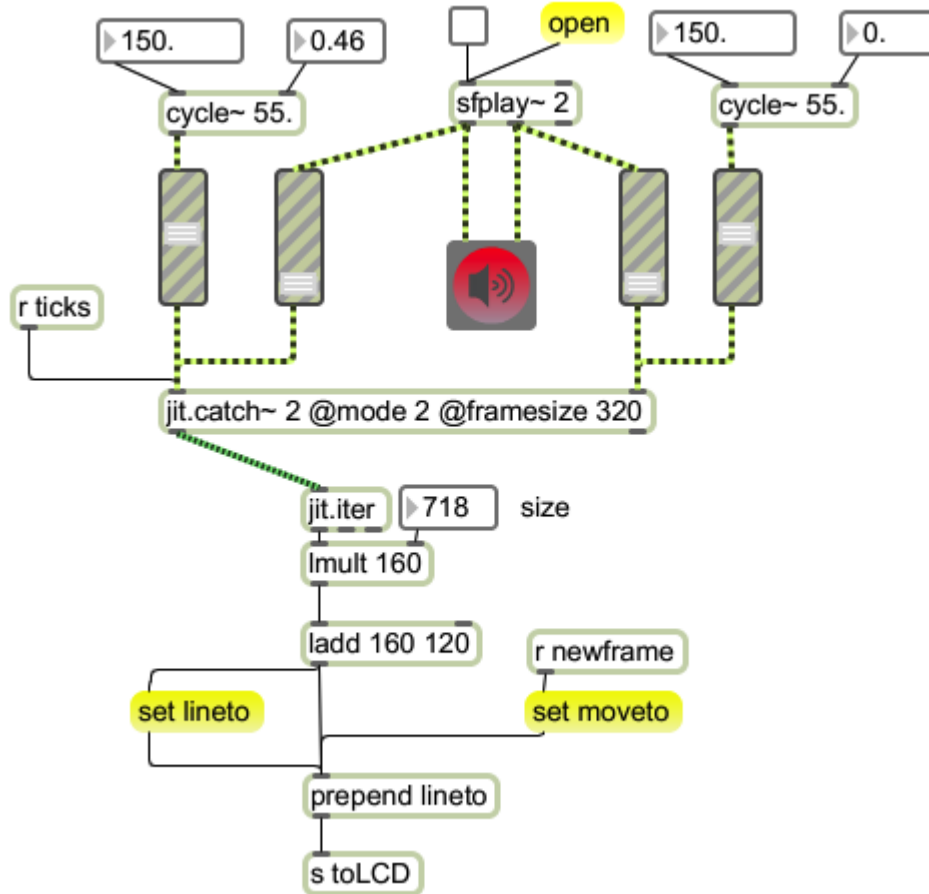 150.
0.46
open
150.
0.
cycle~ 55.
sfplay~ 2
cycle~ 55.
r ticks
jit.catch~ 2 @mode 2 @framesize 320
jit.iter
718
size
lmult 160
ladd 160 120
r newframe
set lineto
set moveto
prepend lineto
s toLCD